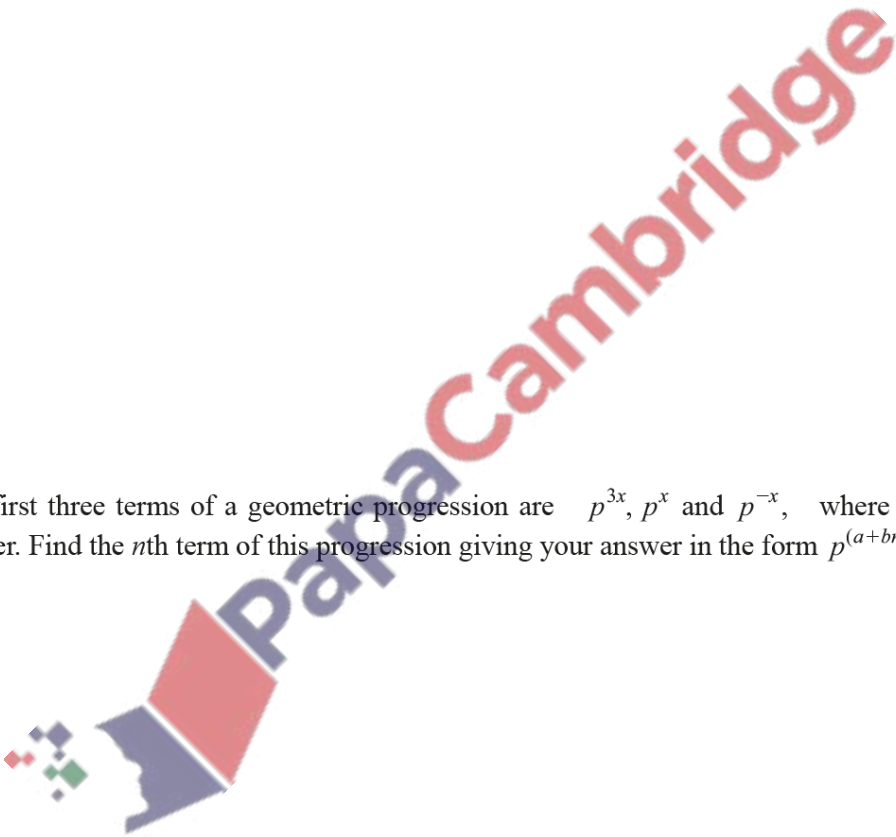 PapaCambridge
first three terms of a geometric progression are p^{3x}, p^{x} and p^{-x}, where
er. Find the nth term of this progression giving your answer in the form p^{(a+bn